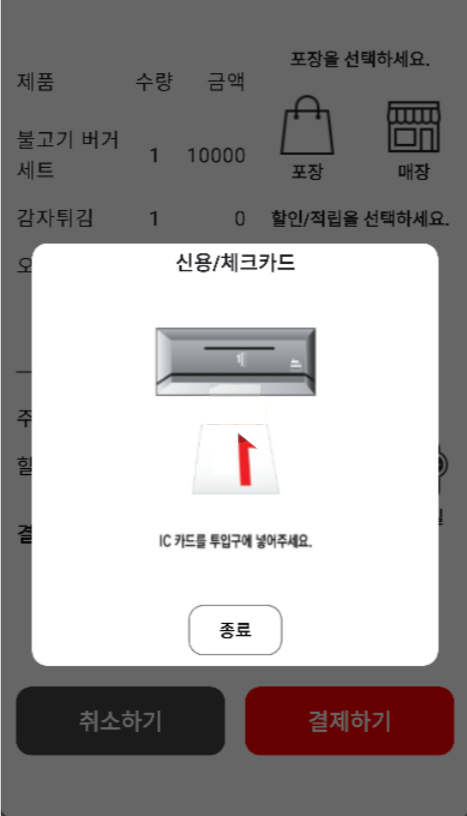 포장을 선택하세요.
제품 수량 금액
불고기 버거 세트 1 10000
포장 매장
감자튀김 1 0
할인/적립을 선택하세요.
오
신용/체크카드
주
할
결
IC 카드를 투입구에 넣어주세요.
종료
취소하기 결제하기